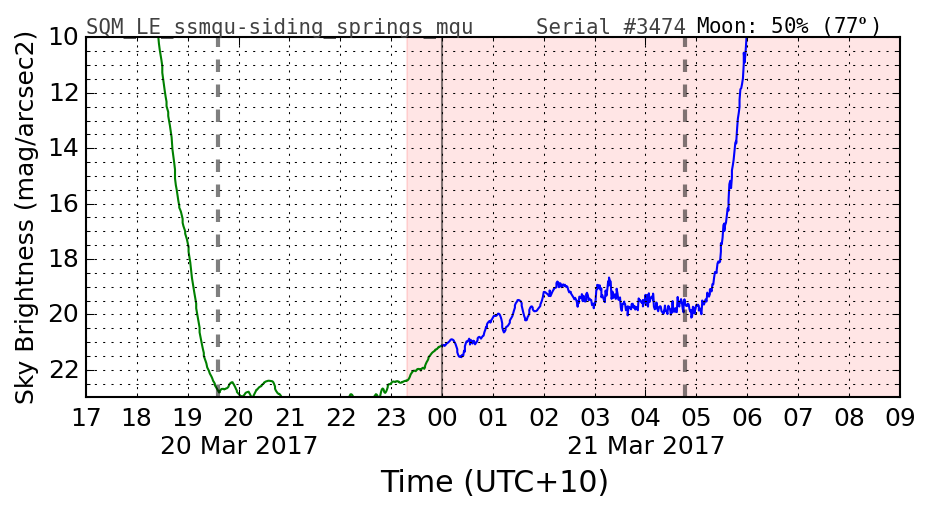 SQM_LE_ssmqu-siding_springs_mqu Serial #3474 Moon: 50% (77°)
Sky Brightness (mag/arcsec2)
10
12
14
16
18
20
22
17 18 19 20 21 22 23 00 01 02 03 04 05 06 07 08 09
20 Mar 2017 21 Mar 2017
Time (UTC+10)